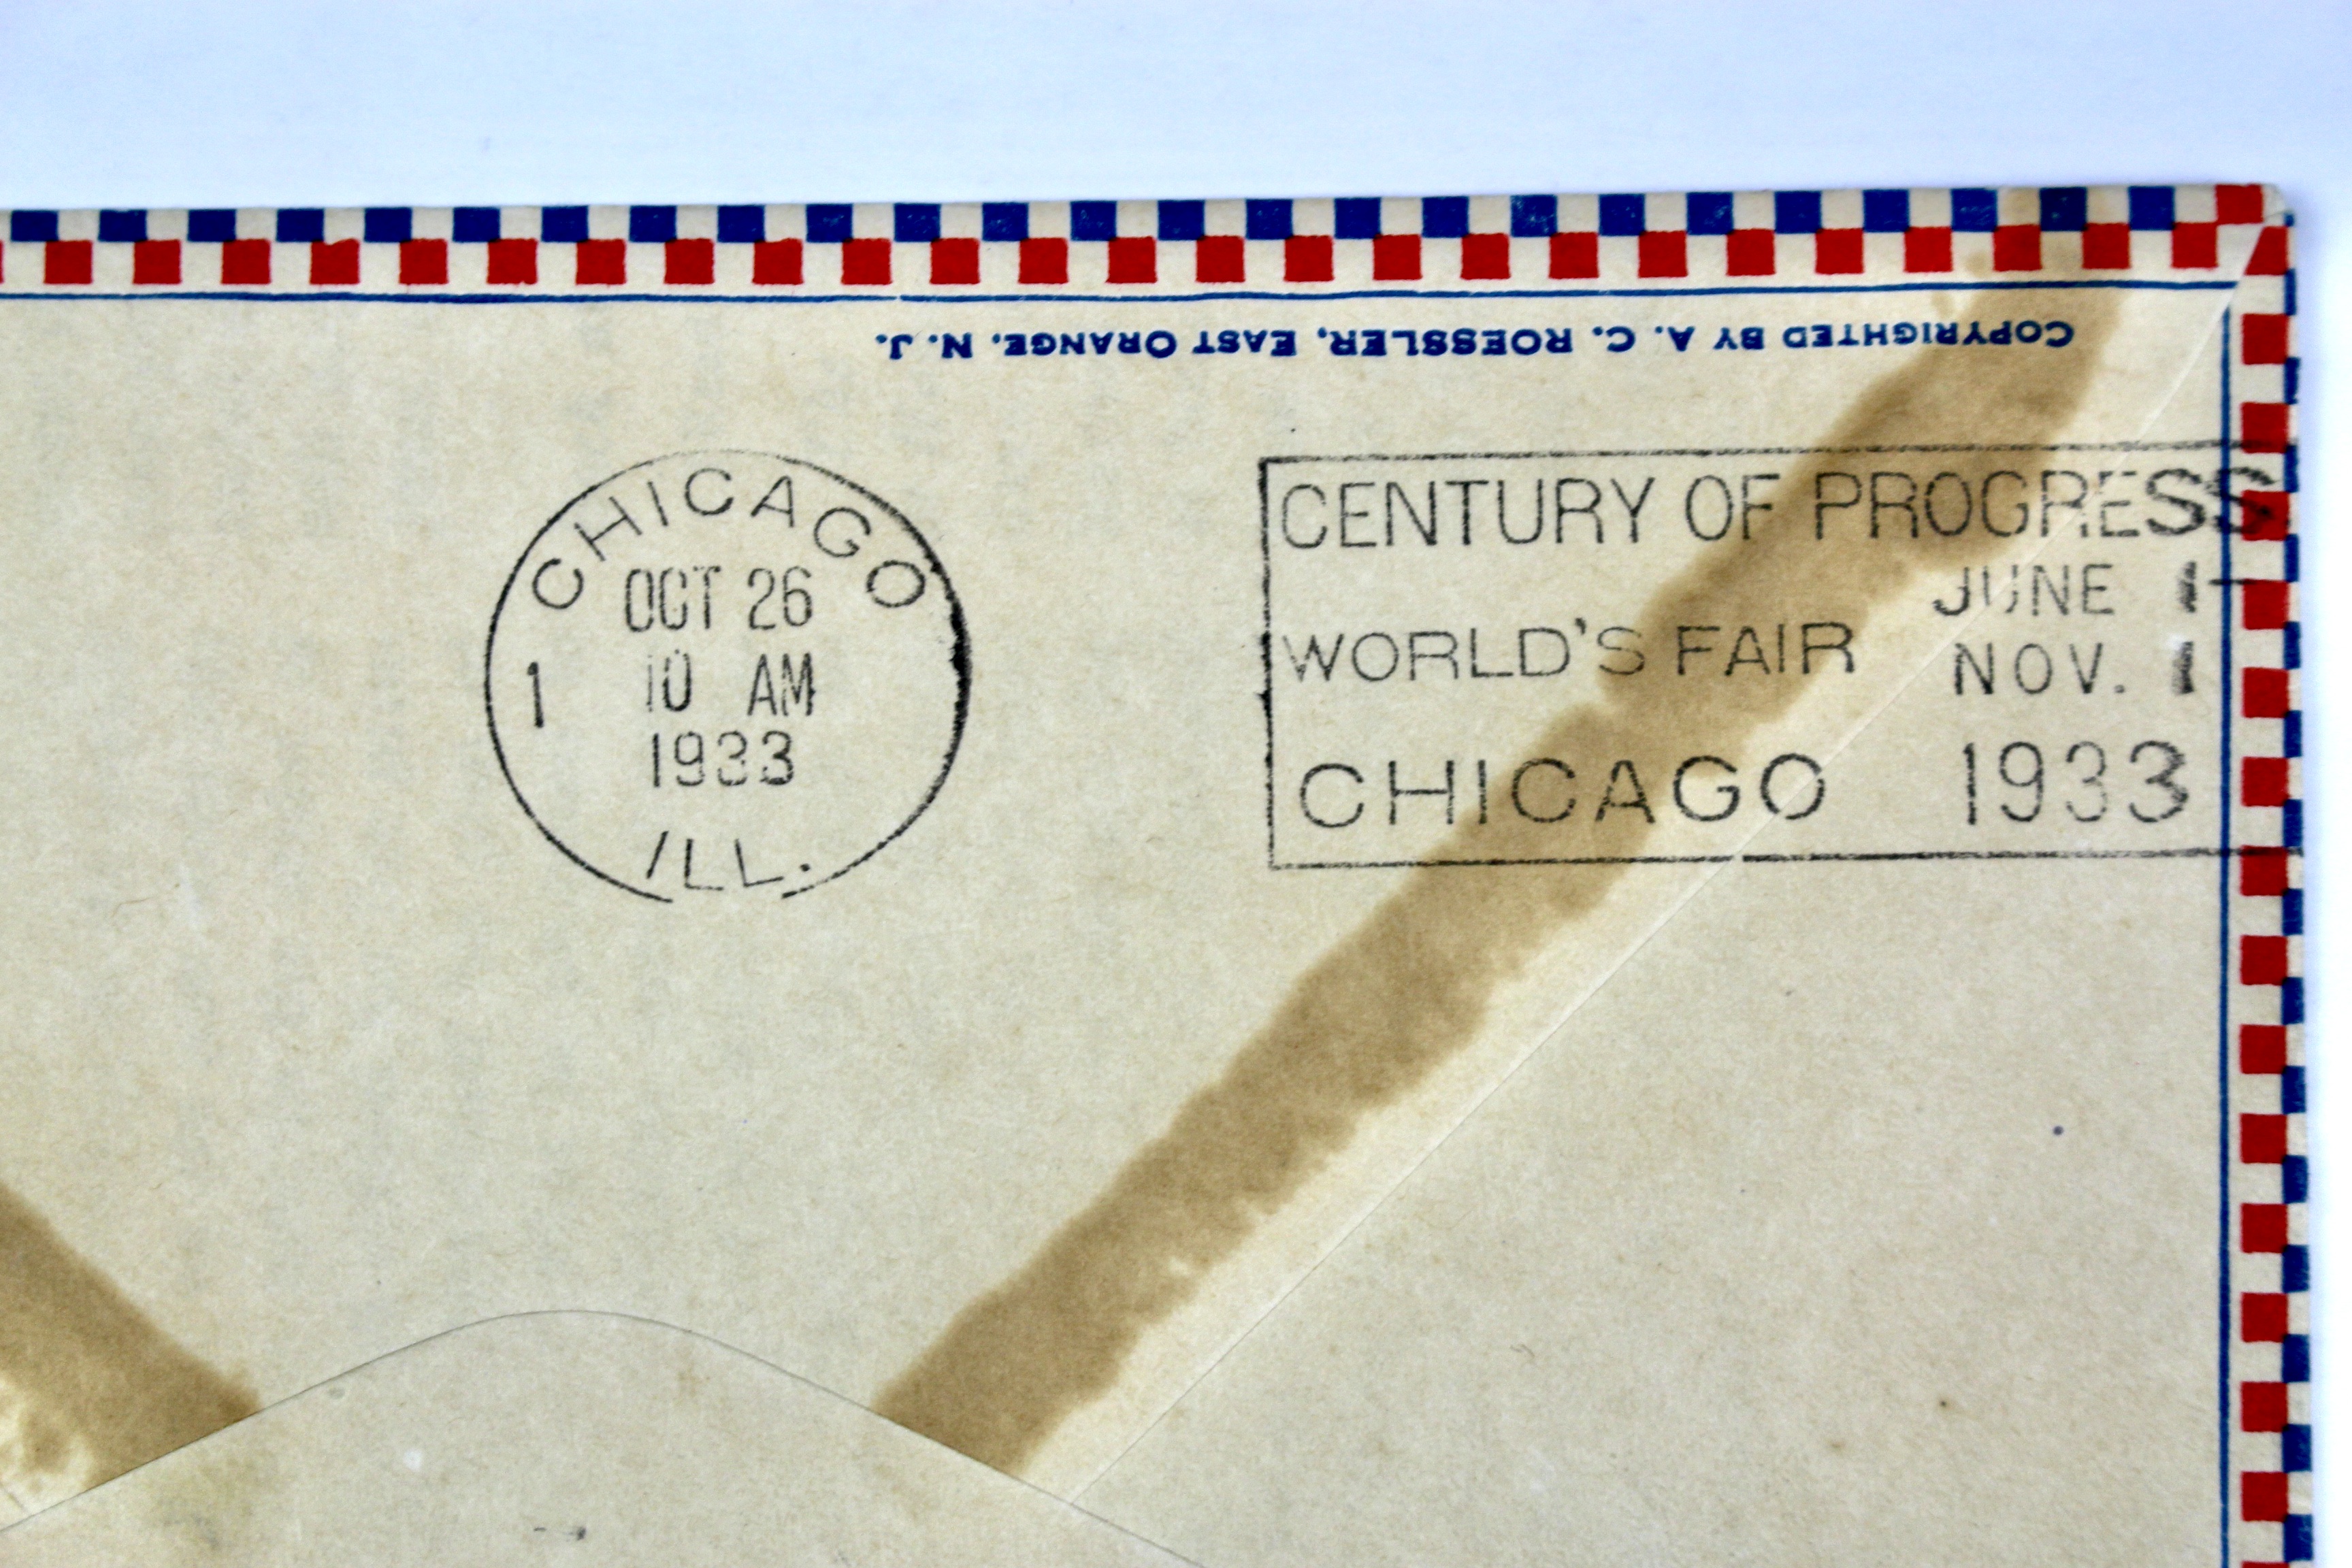 COPYRIGHTED BY A. C. ROESSLER, EAST ORANGE, N. J.
CHICAGO
OCT 26
1 10 AM
1933
ILL.
CENTURY OF PROGRESS
JUNE 1-
WORLD'S FAIR NOV. 1
CHICAGO 1933